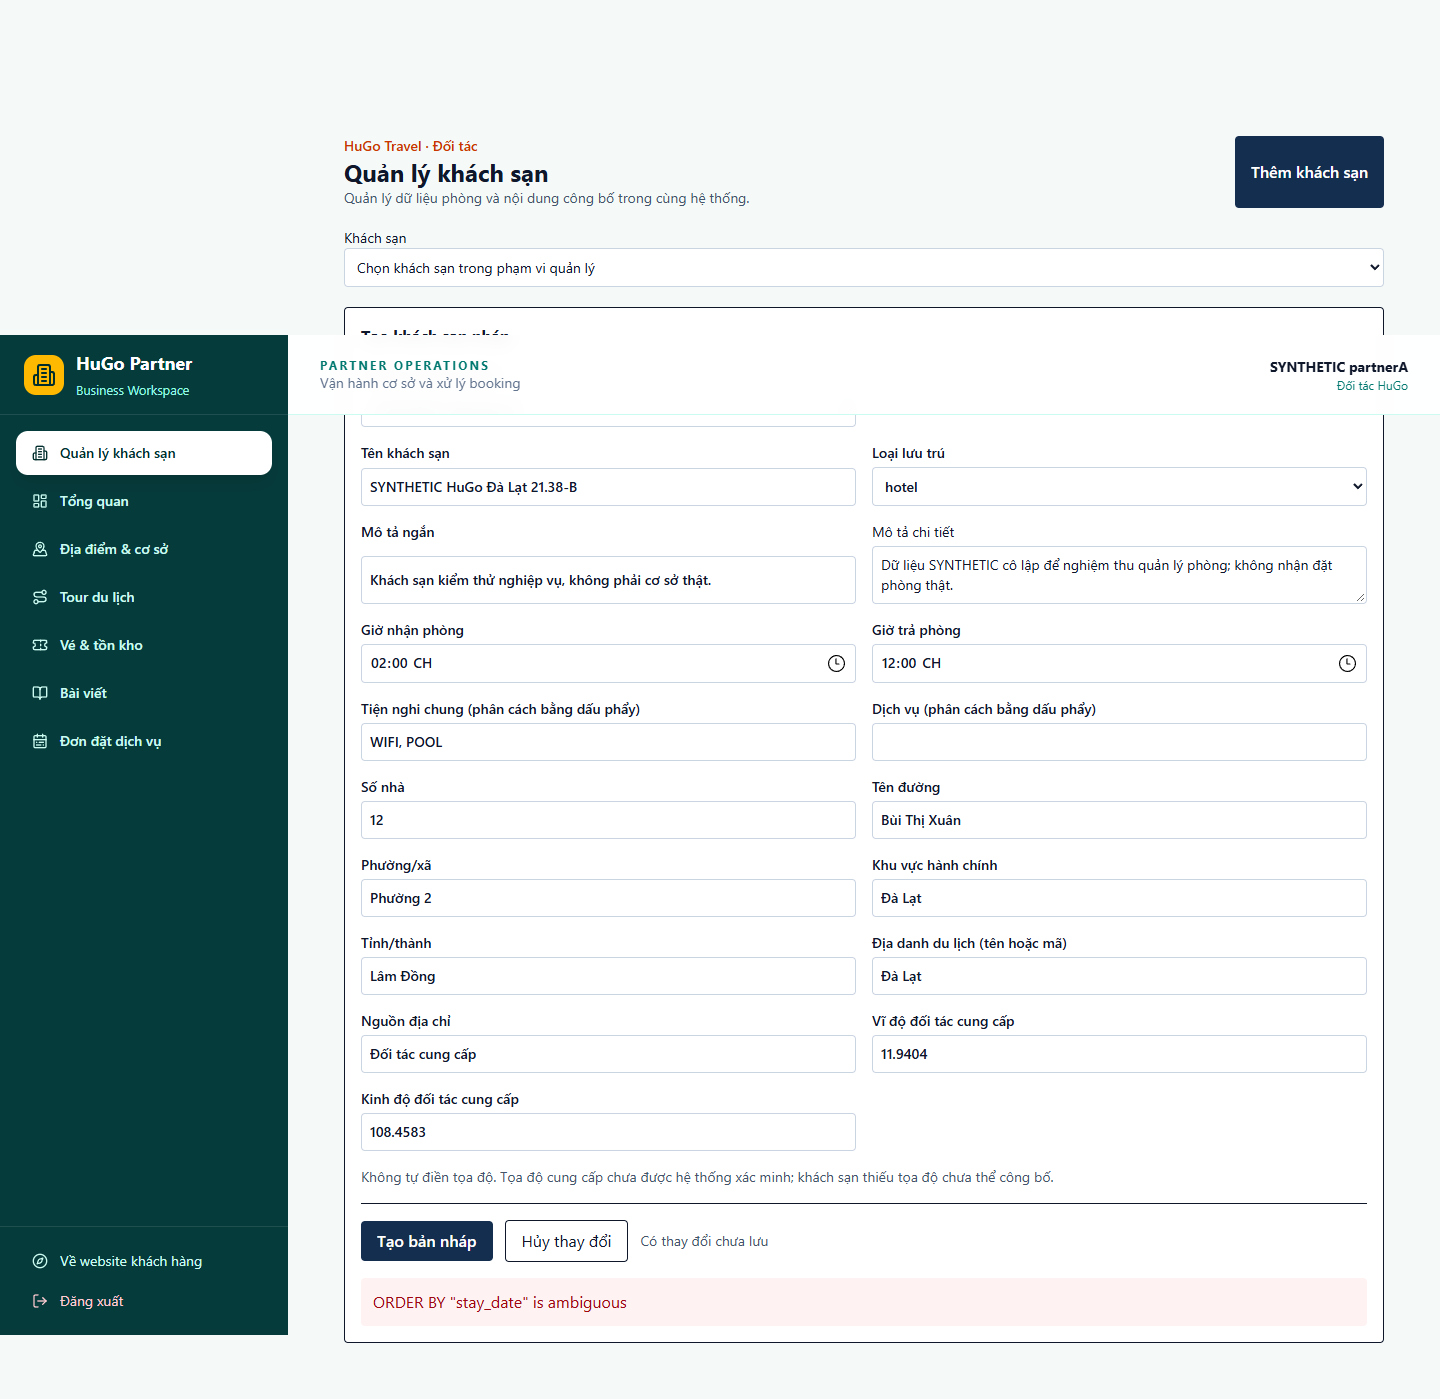 HuGo Travel · Đối tác
Quản lý khách sạn
Quản lý dữ liệu phòng và nội dung công bố trong cùng hệ thống.
Thêm khách sạn
Khách sạn
Chọn khách sạn trong phạm vi quản lý
HuGo Partner
Business Workspace
PARTNER OPERATIONS
Vận hành cơ sở và xử lý booking
SYNTHETIC partnerA
Đối tác HuGo
Quản lý khách sạn
Tổng quan
Địa điểm & cơ sở
Tour du lịch
Vé & tồn kho
Bài viết
Đơn đặt dịch vụ
Về website khách hàng
Đăng xuất
Tên khách sạn
SYNTHETIC HuGo Đà Lạt 21.38-B
Loại lưu trú
hotel
Mô tả ngắn
Khách sạn kiểm thử nghiệp vụ, không phải cơ sở thật.
Mô tả chi tiết
Dữ liệu SYNTHETIC cô lập để nghiệm thu quản lý phòng; không nhận đặt
phòng thật.
Giờ nhận phòng
02:00 CH
Giờ trả phòng
12:00 CH
Tiện nghi chung (phân cách bằng dấu phẩy)
WIFI, POOL
Dịch vụ (phân cách bằng dấu phẩy)
Số nhà
12
Tên đường
Bùi Thị Xuân
Phường/xã
Phường 2
Khu vực hành chính
Đà Lạt
Tỉnh/thành
Lâm Đồng
Địa danh du lịch (tên hoặc mã)
Đà Lạt
Nguồn địa chỉ
Đối tác cung cấp
Vĩ độ đối tác cung cấp
11.9404
Kinh độ đối tác cung cấp
108.4583
Không tự điền tọa độ. Tọa độ cung cấp chưa được hệ thống xác minh; khách sạn thiếu tọa độ chưa thể công bố.
Tạo bản nháp
Hủy thay đổi
Có thay đổi chưa lưu
ORDER BY "stay_date" is ambiguous